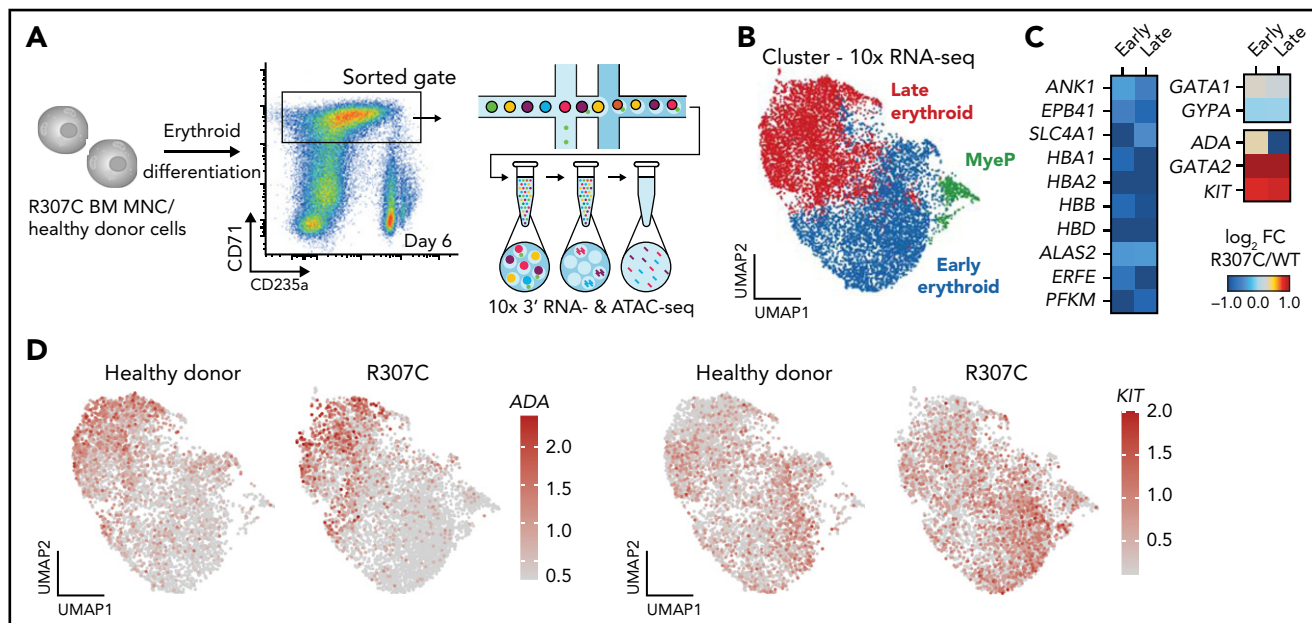 A
Sorted gate
Erythroid
differentiation
R307C BM MNC/
healthy donor cells
CD71
CD235a
Day 6
10x 3′ RNA- & ATAC-seq
B
Cluster - 10x RNA-seq
Late
erythroid
MyeP
Early
erythroid
UMAP2
UMAP1
C
Early
Late
ANK1
EPB41
SLC4A1
HBA1
HBA2
HBB
HBD
ALAS2
ERFE
PFKM
Early
Late
GATA1
GYPA
ADA
GATA2
KIT
log₂ FC
R307C/WT
−1.0 0.0 1.0
D
Healthy donor
R307C
ADA
2.0
1.5
1.0
0.5
UMAP2
UMAP1
Healthy donor
R307C
KIT
2.0
1.5
1.0
0.5
UMAP2
UMAP1